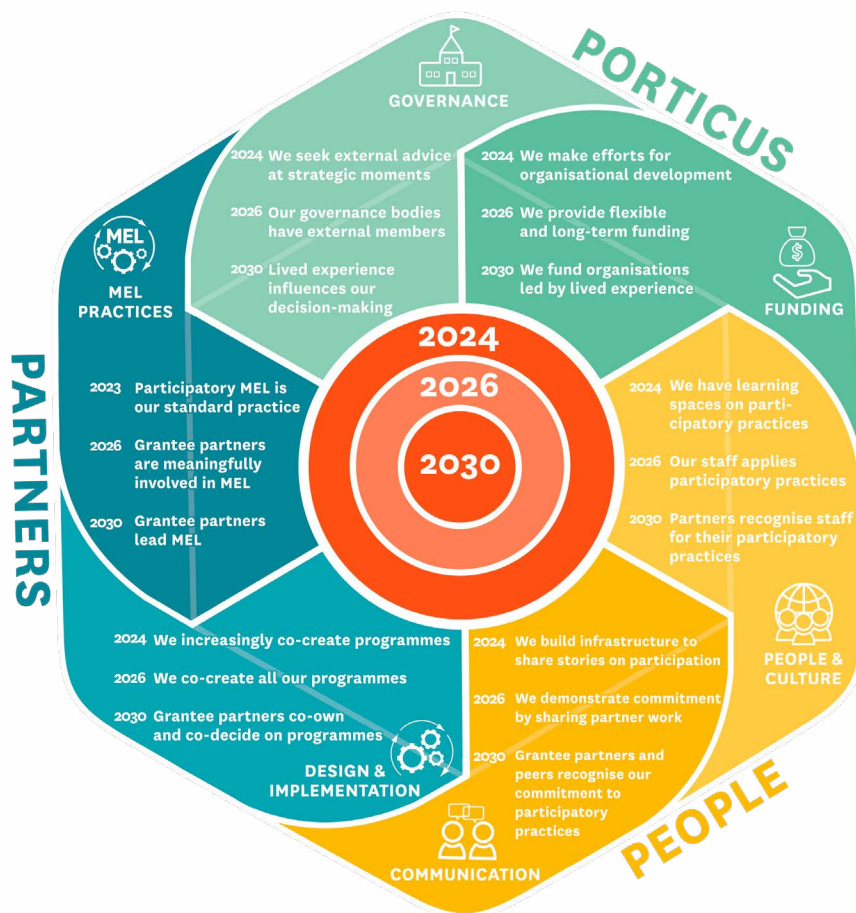 PORTICUS
GOVERNANCE
2024 We seek external advice
at strategic moments
2026 Our governance bodies
have external members
2030 Lived experience
influences our
decision-making
2024 We make efforts for
organisational development
2026 We provide flexible
and long-term funding
2030 We fund organisations
led by lived experience
FUNDING
MEL
MEL
PRACTICES
PARTNERS
2023 Participatory MEL is
our standard practice
2026 Grantee partners
are meaningfully
involved in MEL
2030 Grantee partners
lead MEL
2024
2026
2030
2024 We have learning
spaces on parti-
cipatory practices
2026 Our staff applies
participatory practices
2030 Partners recognise staff
for their participatory
practices
PEOPLE &
CULTURE
2024 We increasingly co-create programmes
2026 We co-create all our programmes
2030 Grantee partners co-own
and co-decide on programmes
DESIGN &
IMPLEMENTATION
2024 We build infrastructure to
share stories on participation
2026 We demonstrate commitment
by sharing partner work
2030 Grantee partners and
peers recognise our
commitment to
participatory
practices
COMMUNICATION
PEOPLE